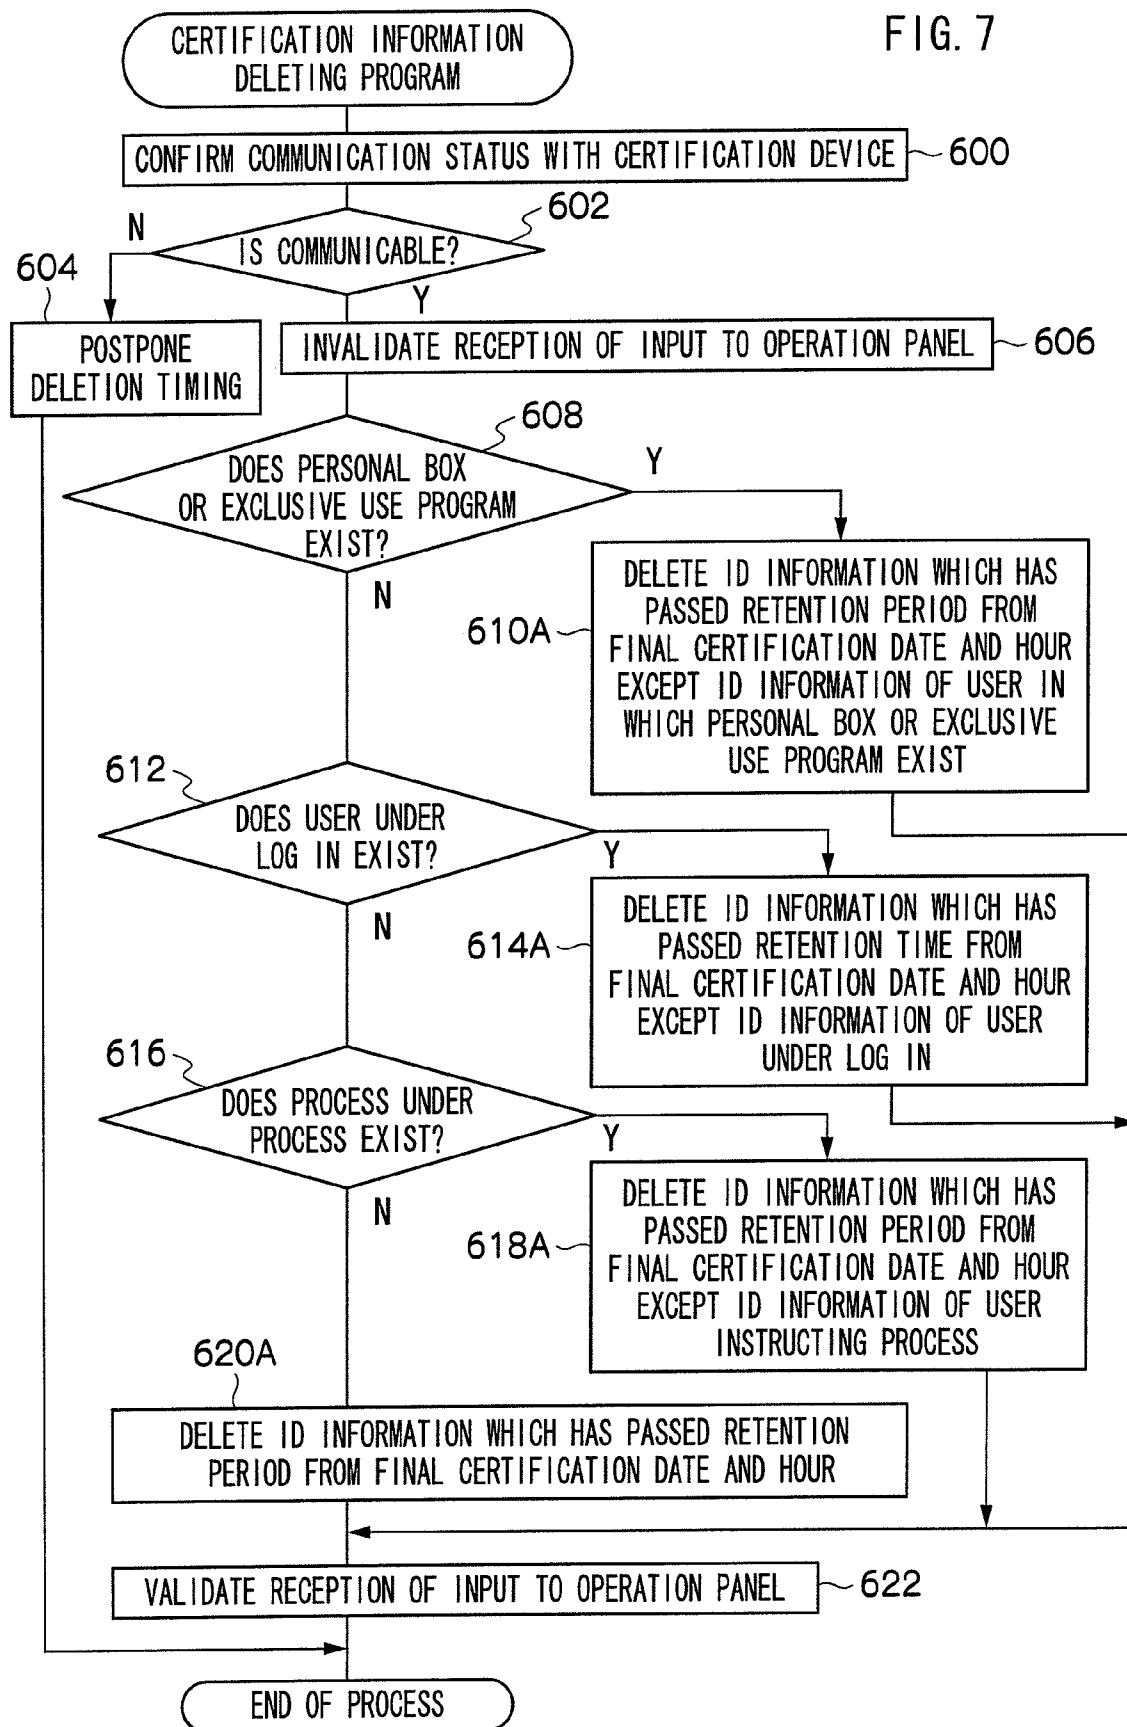 FIG. 7
CERTIFICATION INFORMATION
DELETING PROGRAM
CONFIRM COMMUNICATION STATUS WITH CERTIFICATION DEVICE
600
602
N
IS COMMUNICABLE?
604
Y
POSTPONE
DELETION TIMING
INVALIDATE RECEPTION OF INPUT TO OPERATION PANEL
606
608
DOES PERSONAL BOX
OR EXCLUSIVE USE PROGRAM
EXIST?
Y
N
610A
DELETE ID INFORMATION WHICH HAS
PASSED RETENTION PERIOD FROM
FINAL CERTIFICATION DATE AND HOUR
EXCEPT ID INFORMATION OF USER IN
WHICH PERSONAL BOX OR EXCLUSIVE
USE PROGRAM EXIST
612
DOES USER UNDER
LOG IN EXIST?
Y
N
614A
DELETE ID INFORMATION WHICH HAS
PASSED RETENTION TIME FROM
FINAL CERTIFICATION DATE AND HOUR
EXCEPT ID INFORMATION OF USER
UNDER LOG IN
616
DOES PROCESS UNDER
PROCESS EXIST?
Y
N
618A
DELETE ID INFORMATION WHICH HAS
PASSED RETENTION PERIOD FROM
FINAL CERTIFICATION DATE AND HOUR
EXCEPT ID INFORMATION OF USER
INSTRUCTING PROCESS
620A
DELETE ID INFORMATION WHICH HAS PASSED RETENTION
PERIOD FROM FINAL CERTIFICATION DATE AND HOUR
VALIDATE RECEPTION OF INPUT TO OPERATION PANEL
622
END OF PROCESS